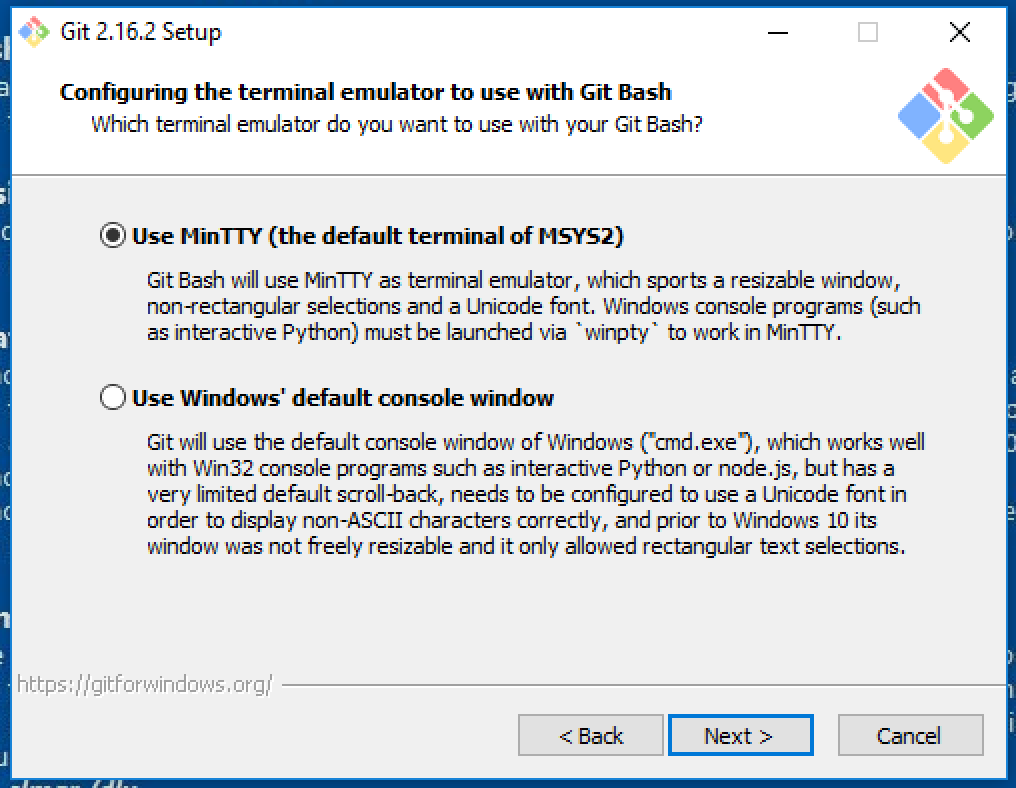 Git 2.16.2 Setup
Configuring the terminal emulator to use with Git Bash
Which terminal emulator do you want to use with your Git Bash?
Use MinTTY (the default terminal of MSYS2)
Git Bash will use MinTTY as terminal emulator, which sports a resizable window,
non-rectangular selections and a Unicode font. Windows console programs (such
as interactive Python) must be launched via `winpty` to work in MinTTY.
Use Windows' default console window
Git will use the default console window of Windows ("cmd.exe"), which works well
with Win32 console programs such as interactive Python or node.js, but has a
very limited default scroll-back, needs to be configured to use a Unicode font in
order to display non-ASCII characters correctly, and prior to Windows 10 its
window was not freely resizable and it only allowed rectangular text selections.
https://gitforwindows.org/
< Back
Next >
Cancel